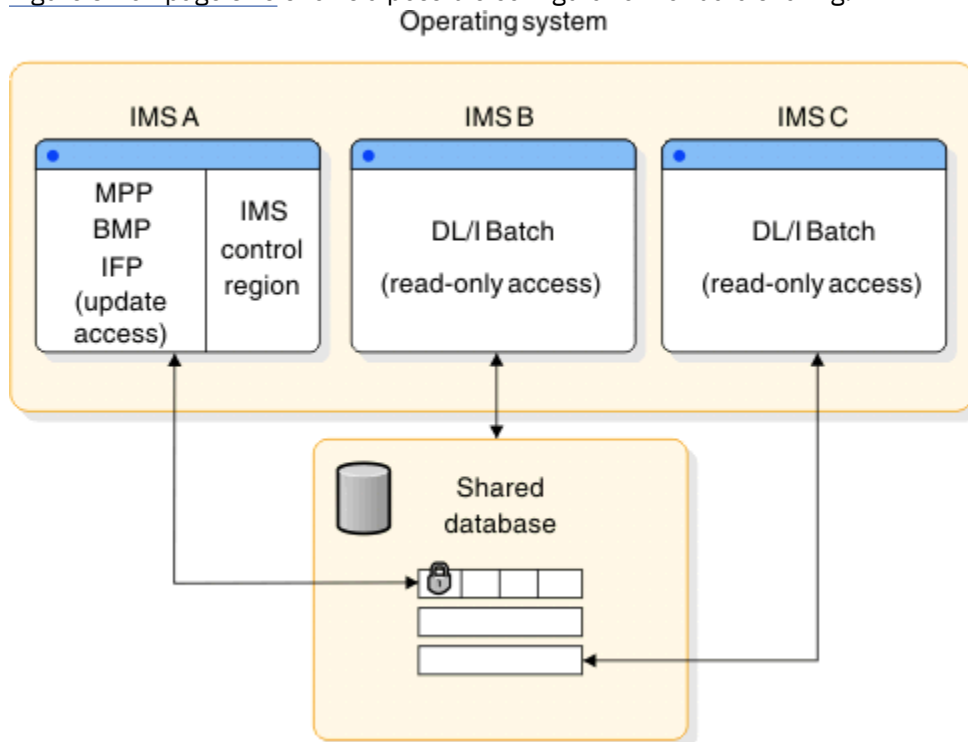 Operating system
IMS A
IMS B
IMS C
MPP
BMP
IFP
(update
access)
IMS
control
region
DL/I Batch
(read-only access)
DL/I Batch
(read-only access)
Shared
database